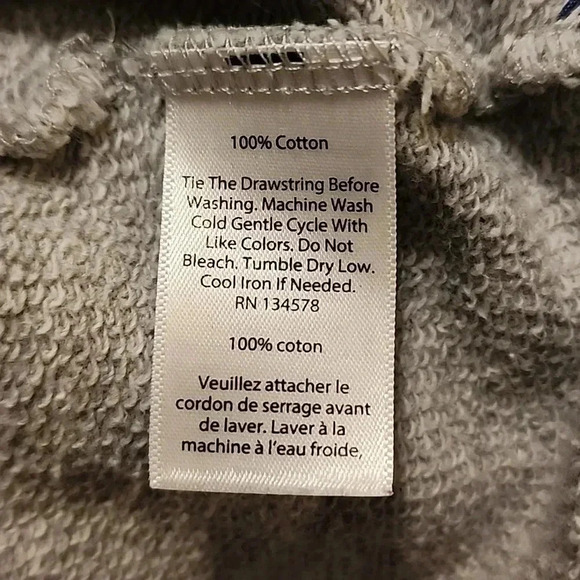 100% Cotton
Tie The Drawstring Before
Washing. Machine Wash
Cold Gentle Cycle With
Like Colors. Do Not
Bleach. Tumble Dry Low.
Cool Iron If Needed.
RN 134578
100% coton
Veuillez attacher le
cordon de serrage avant
de laver. Laver à la
machine à l'eau froide,